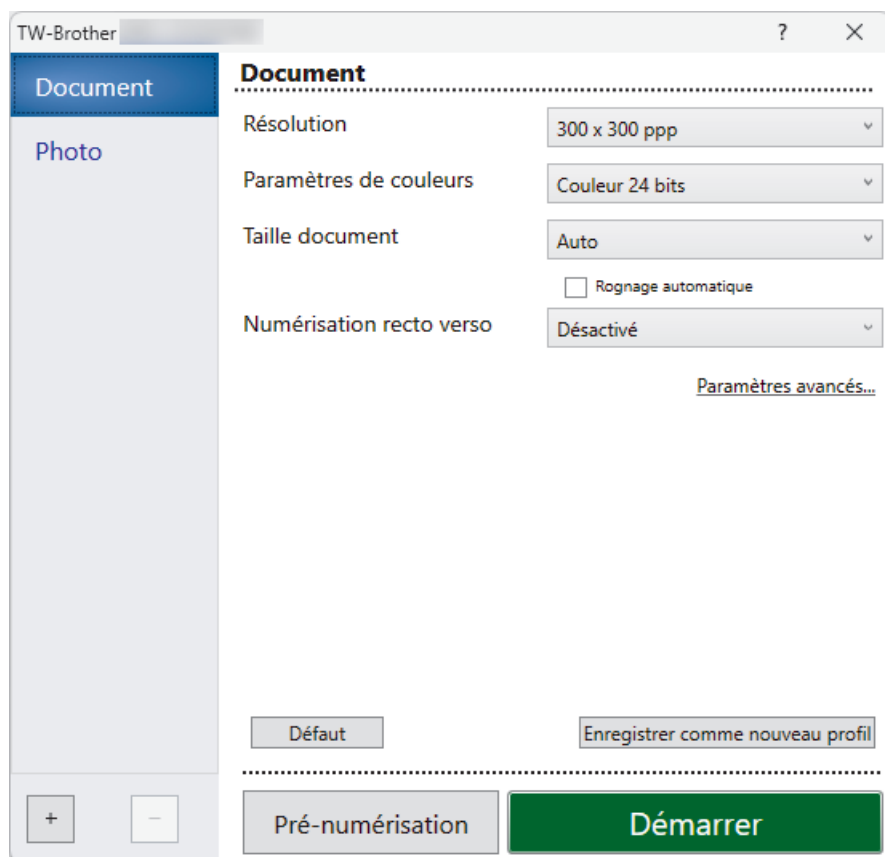 TW-Brother
?
Document
Photo
Document
Résolution
300 x 300 ppp
Paramètres de couleurs
Couleur 24 bits
Taille document
Auto
Rognage automatique
Numérisation recto verso
Désactivé
Paramètres avancés...
Défaut
Enregistrer comme nouveau profil
+
−
Pré-numérisation
Démarrer